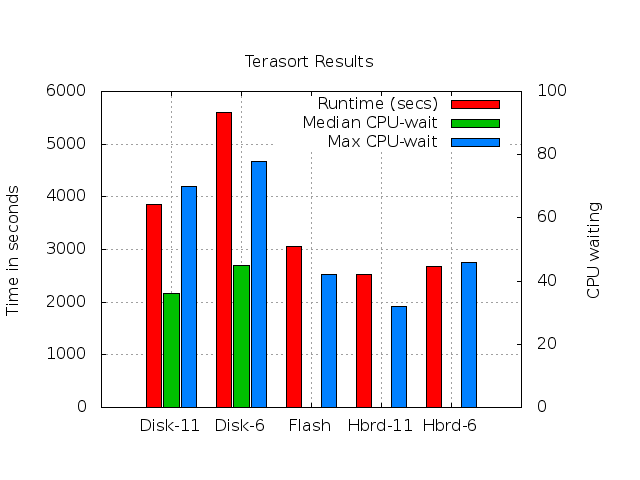 Terasort Results
Runtime (secs)
Median CPU-wait
Max CPU-wait
Time in seconds
6000
5000
4000
3000
2000
1000
0
CPU waiting
100
80
60
40
20
0
Disk-11 Disk-6 Flash Hbrd-11 Hbrd-6